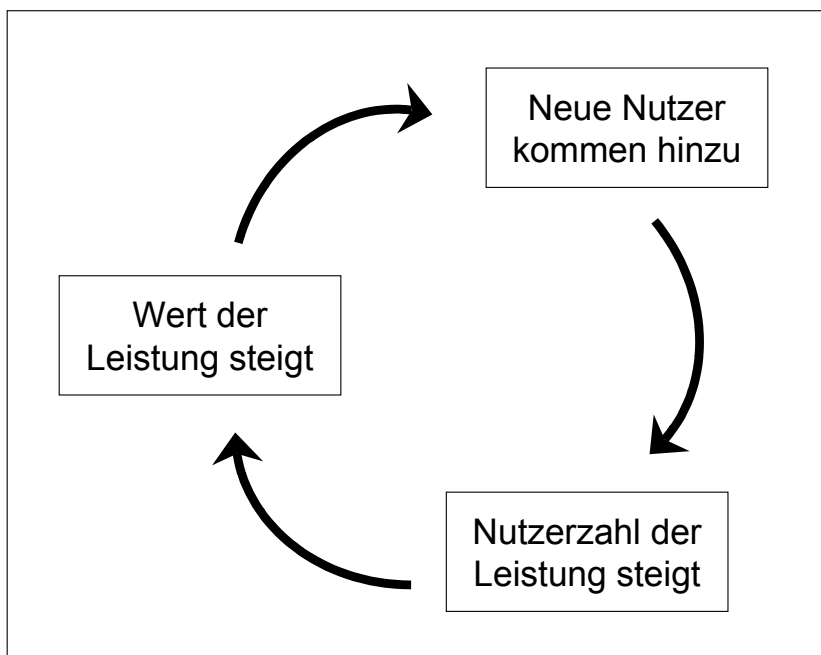 Neue Nutzer
kommen hinzu
Wert der
Leistung steigt
Nutzerzahl der
Leistung steigt